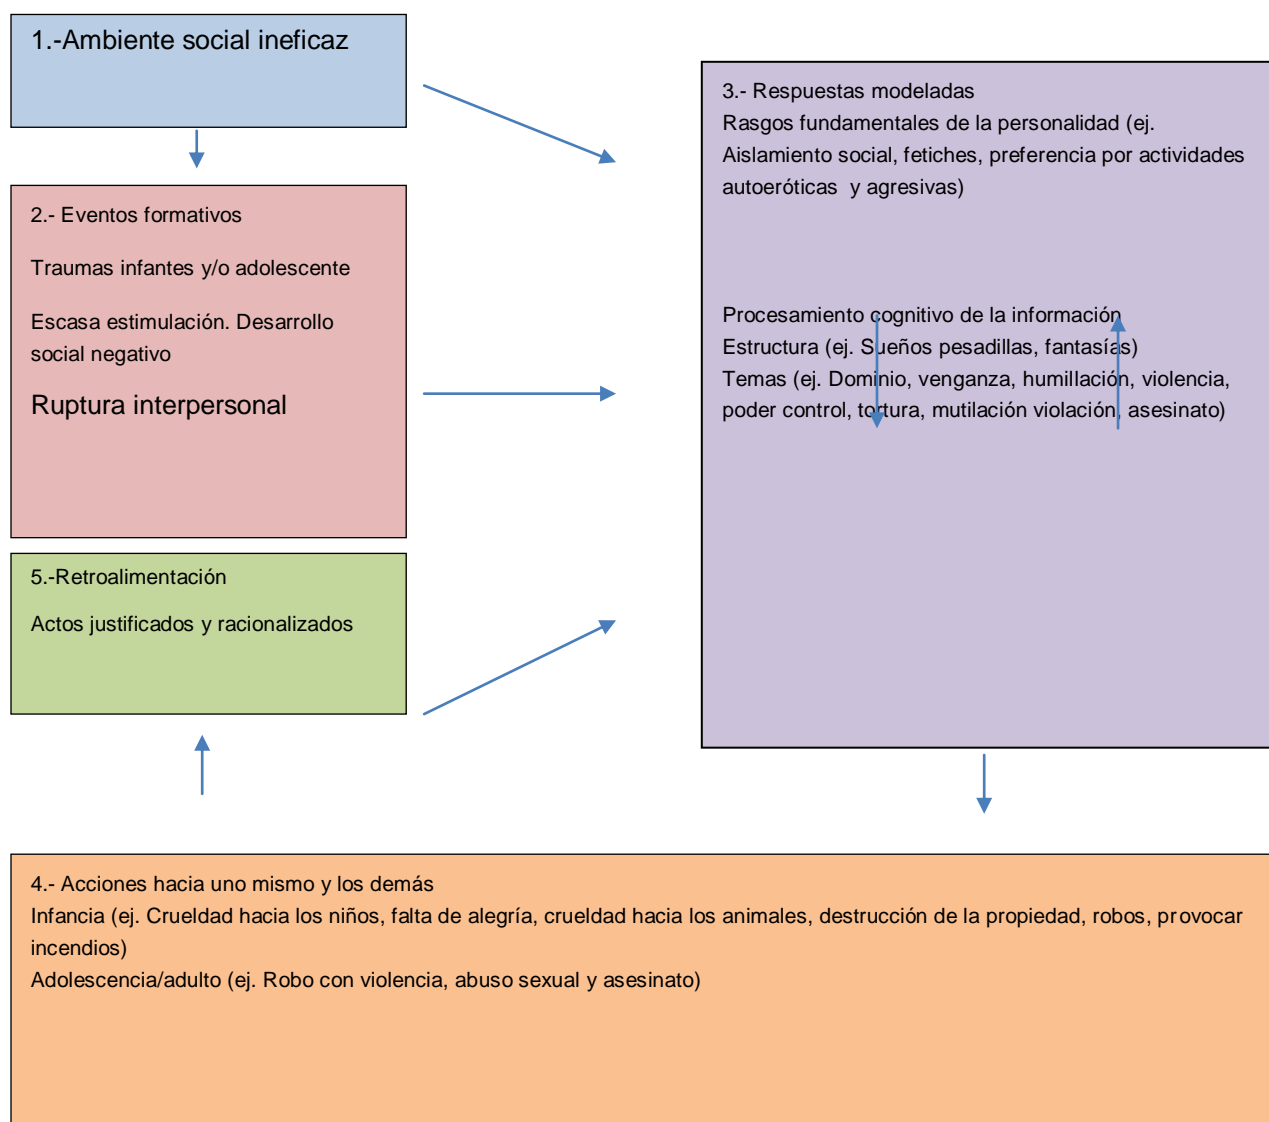 1.-Ambiente social ineficaz
2.- Eventos formativos
Traumas infantes y/o adolescente
Escasa estimulación. Desarrollo
social negativo
Ruptura interpersonal
3.- Respuestas modeladas
Rasgos fundamentales de la personalidad (ej.
Aislamiento social, fetiches, preferencia por actividades
autoeróticas y agresivas)
Procesamiento cognitivo de la información
Estructura (ej. Sueños pesadillas, fantasías)
Temas (ej. Dominio, venganza, humillación, violencia,
poder control, tortura, mutilación violación, asesinato)
5.-Retroalimentación
Actos justificados y racionalizados
4.- Acciones hacia uno mismo y los demás
Infancia (ej. Crueldad hacia los niños, falta de alegría, crueldad hacia los animales, destrucción de la propiedad, robos, provocar
incendios)
Adolescencia/adulto (ej. Robo con violencia, abuso sexual y asesinato)